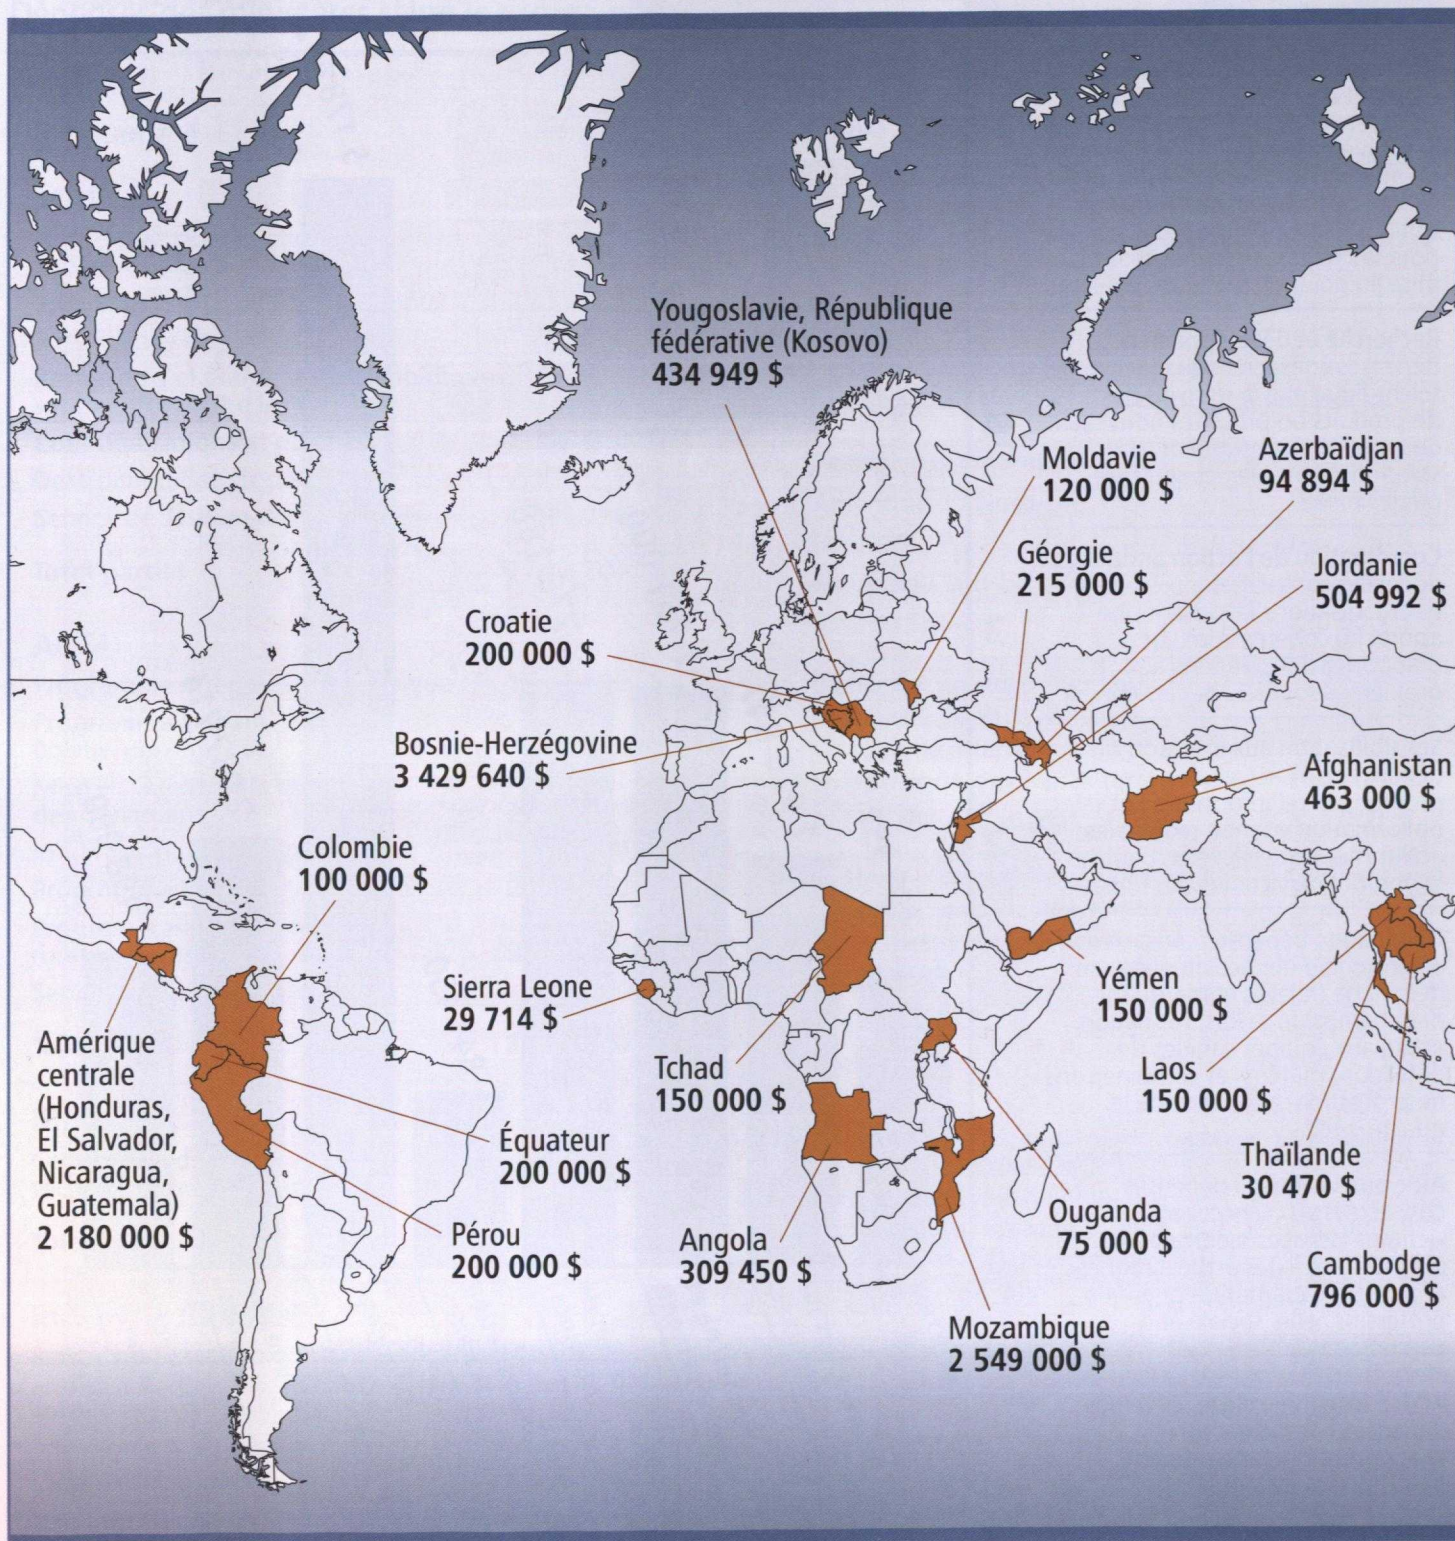 Yougoslavie, République
fédérative (Kosovo)
434 949 $
Moldavie
120 000 $
Azerbaïdjan
94 894 $
Géorgie
215 000 $
Jordanie
504 992 $
Croatie
200 000 $
Bosnie-Herzégovine
3 429 640 $
Afghanistan
463 000 $
Colombie
100 000 $
Sierra Leone
29 714 $
Yémen
150 000 $
Amérique
centrale
(Honduras,
El Salvador,
Nicaragua,
Guatemala)
2 180 000 $
Tchad
150 000 $
Laos
150 000 $
Équateur
200 000 $
Thaïlande
30 470 $
Pérou
200 000 $
Angola
309 450 $
Ouganda
75 000 $
Cambodge
796 000 $
Mozambique
2 549 000 $